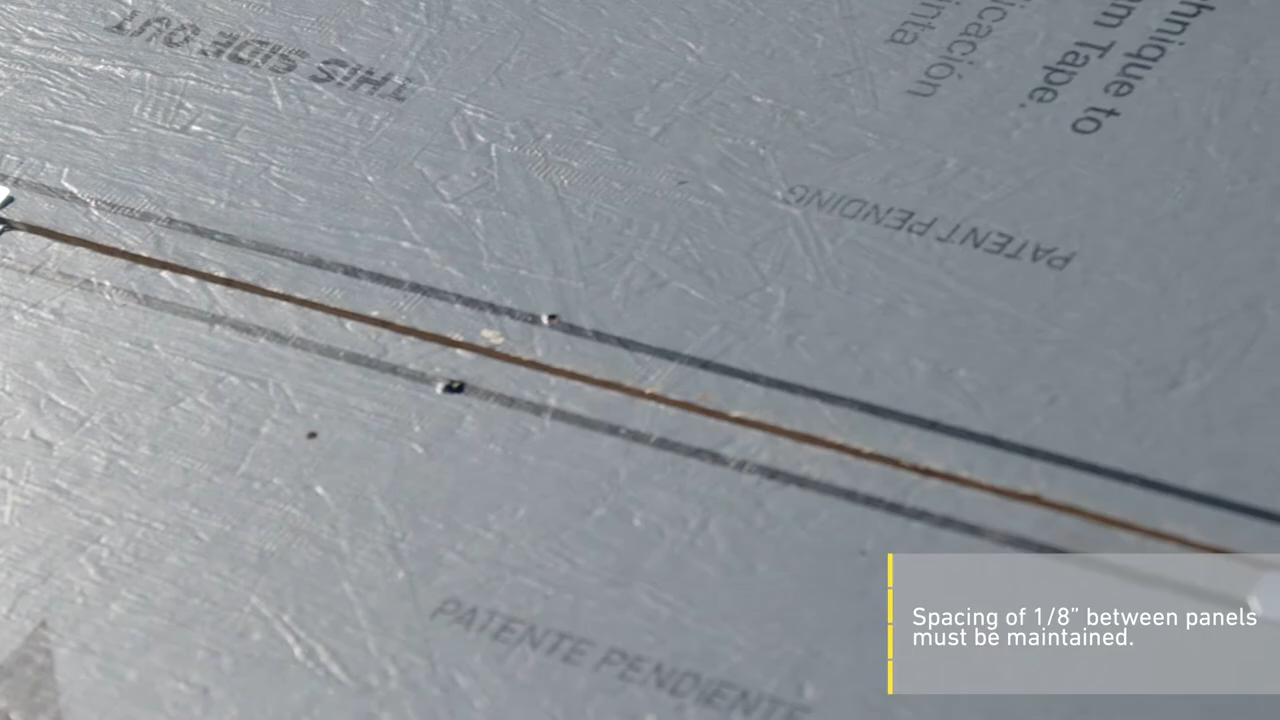 THIS SIDE OUT
hnique to
m Tape.
icación
inta
PATENT PENDING
PATENTE PENDIENTE
Spacing of 1/8” between panels
must be maintained.